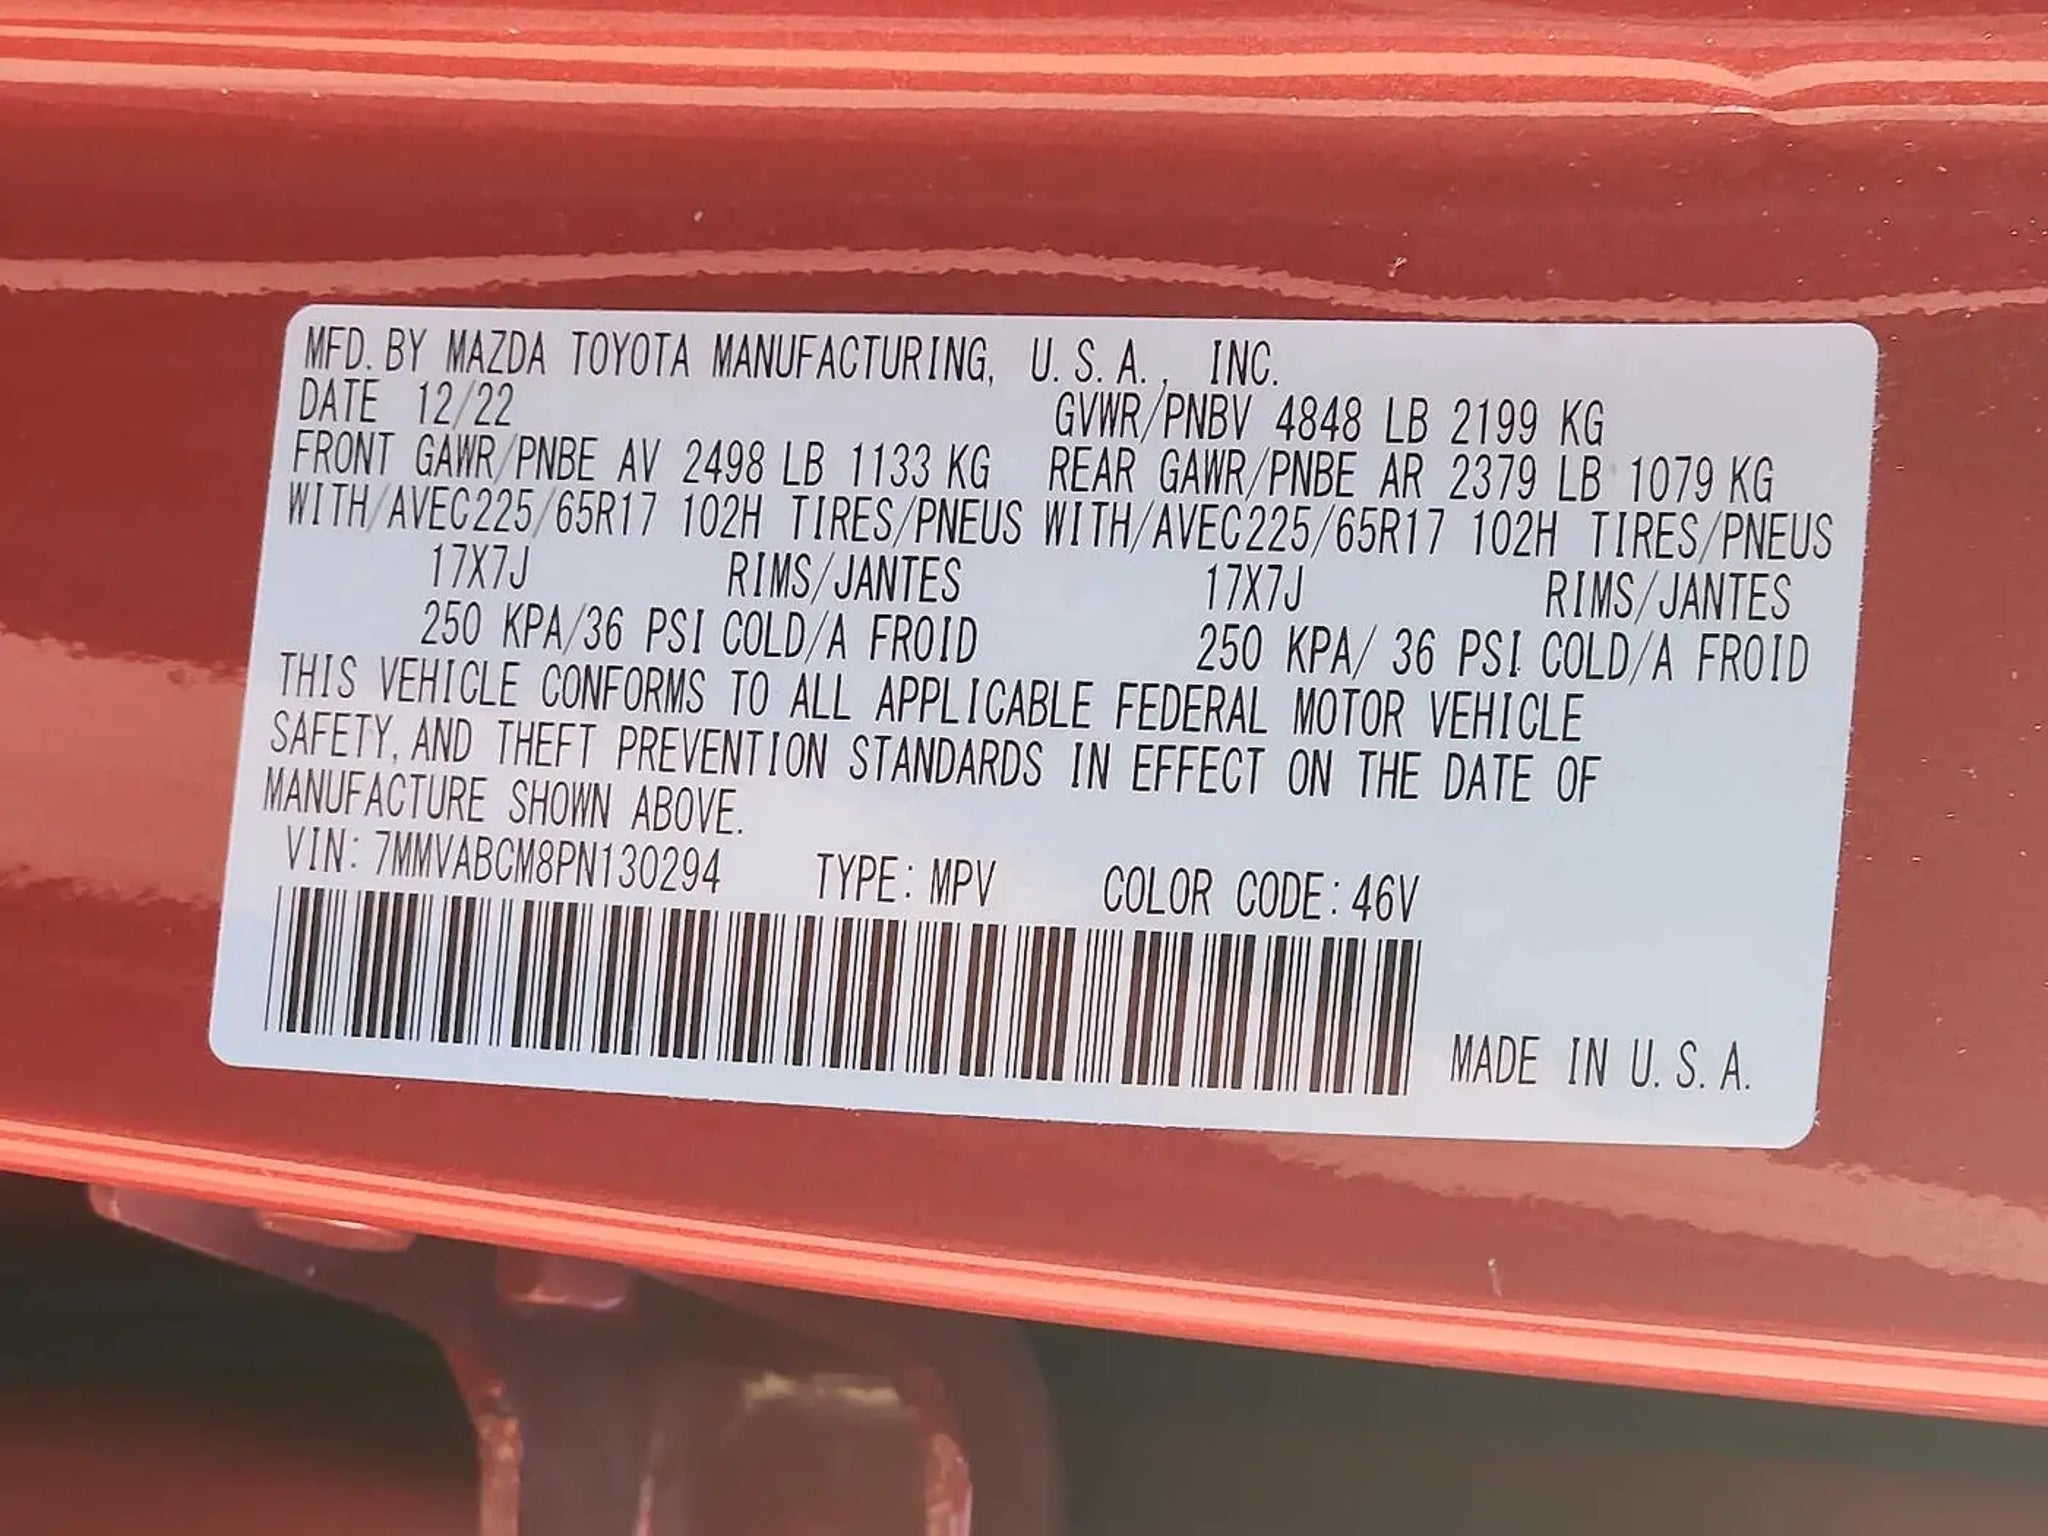 MFD. BY MAZDA TOYOTA MANUFACTURING, U.S.A., INC.
DATE 12/22 GVWR/PNBV 4848 LB 2199 KG
FRONT GAWR/PNBE AV 2498 LB 1133 KG REAR GAWR/PNBE AR 2379 LB 1079 KG
WITH/AVEC225/65R17 102H TIRES/PNEUS WITH/AVEC225/65R17 102H TIRES/PNEUS
17X7J RIMS/JANTES 17X7J RIMS/JANTES
250 KPA/36 PSI COLD/A FROID 250 KPA/ 36 PSI COLD/A FROID
THIS VEHICLE CONFORMS TO ALL APPLICABLE FEDERAL MOTOR VEHICLE
SAFETY, AND THEFT PREVENTION STANDARDS IN EFFECT ON THE DATE OF
MANUFACTURE SHOWN ABOVE.
VIN: 7MMVABCM8PN130294 TYPE: MPV COLOR CODE: 46V
MADE IN U.S.A.